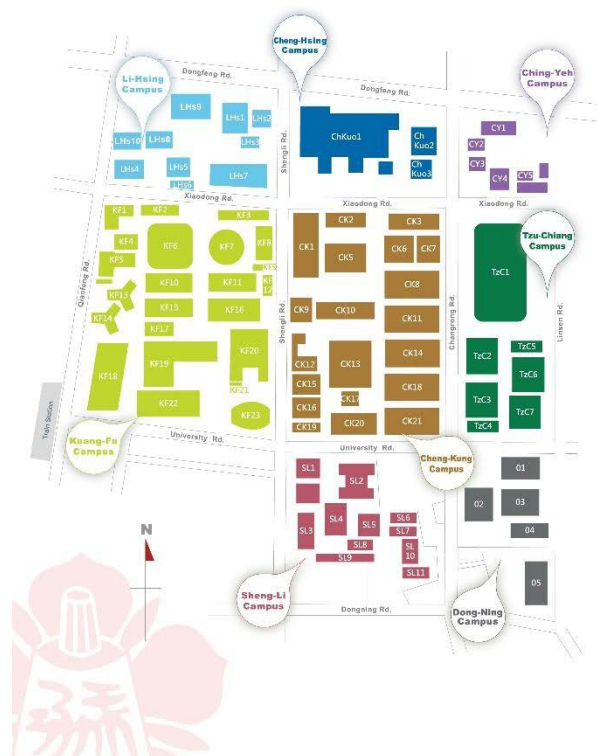 Cheng-Hsing
Campus
Li-Hsing
Campus
Ching-Yeh
Campus
Dongfeng Rd.
Dongfeng Rd.
LHs9
LHs1
LHs2
LHs3
LHs10
LHs8
LHs4
LHs5
LHs6
LHs7
Shengli Rd.
ChKuo1
Ch
Kuo2
Ch
Kuo3
CY1
CY2
CY3
CY4
CY5
Xiaodong Rd.
Xiaodong Rd.
Xiaodong Rd.
Tzu-Chiang
Campus
KF1
KF2
KF3
KF4
KF5
KF6
KF7
KF8
KF9
KF10
KF11
KF
12
KF13
KF14
KF15
KF16
KF17
KF18
KF19
KF20
KF21
KF22
KF23
Qianfeng Rd.
Shengli Rd.
CK1
CK2
CK3
CK5
CK6
CK7
CK8
CK9
CK10
CK11
CK12
CK13
CK14
CK15
CK16
CK17
CK18
CK19
CK20
CK21
Changrong Rd.
TzC1
TzC2
TzC3
TzC4
TzC5
TzC6
TzC7
Linsen Rd.
Train Station
Kuang-Fu
Campus
University Rd.
University Rd.
Cheng-Kung
Campus
SL1
SL2
SL3
SL4
SL5
SL6
SL7
SL8
SL9
SL
10
SL11
01
02
03
04
05
N
Sheng-Li
Campus
Dongning Rd.
Dong-Ning
Campus